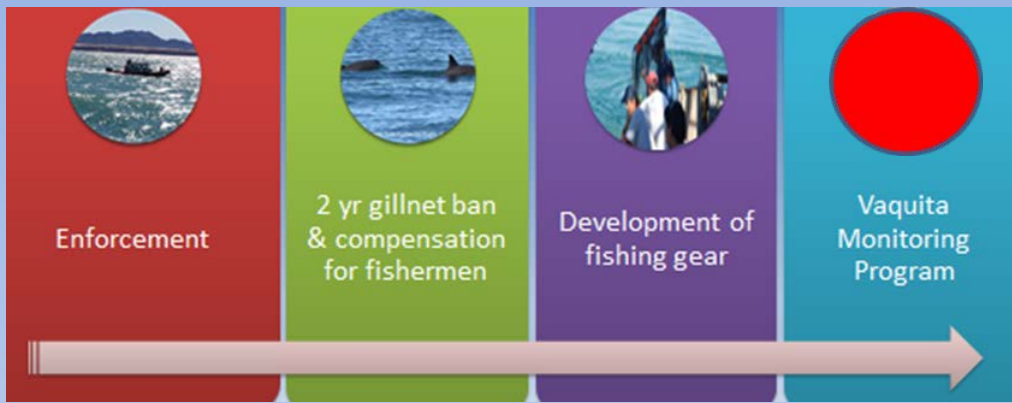 Enforcement
2 yr gillnet ban
& compensation
for fishermen
Development of
fishing gear
Vaquita
Monitoring
Program